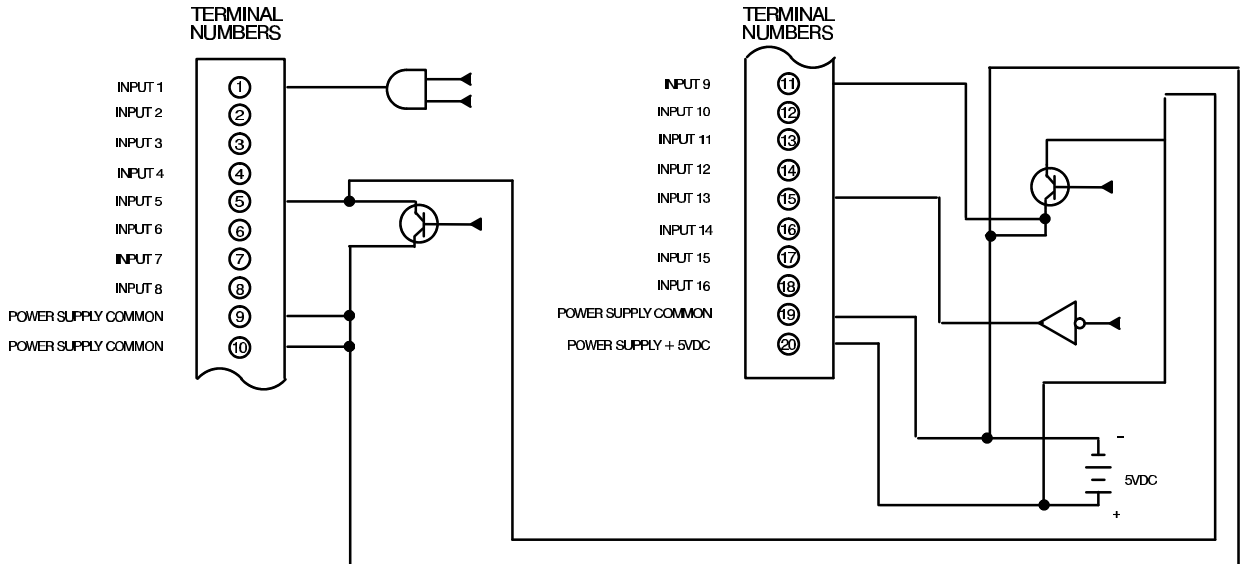 TERMINAL
NUMBERS
INPUT 1 1
INPUT 2 2
INPUT 3 3
INPUT 4 4
INPUT 5 5
INPUT 6 6
INPUT 7 7
INPUT 8 8
POWER SUPPLY COMMON 9
POWER SUPPLY COMMON 10
TERMINAL
NUMBERS
INPUT 9 11
INPUT 10 12
INPUT 11 13
INPUT 12 14
INPUT 13 15
INPUT 14 16
INPUT 15 17
INPUT 16 18
POWER SUPPLY COMMON 19
POWER SUPPLY + 5VDC 20
-
5VDC
+